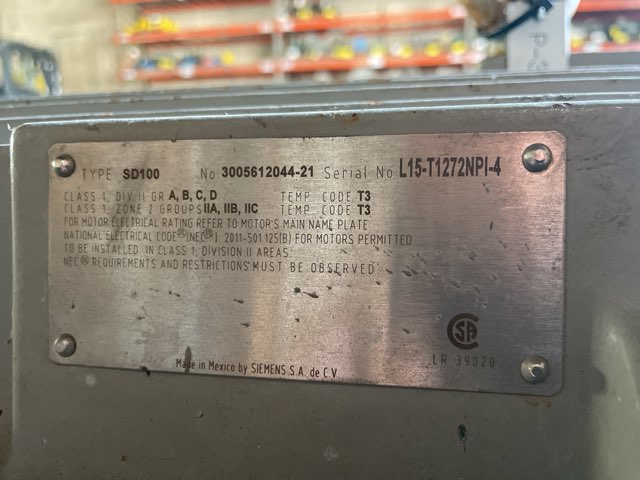 TYPE SD100 No 3005612044-21 Serial No L15-T1272NPI-4
CLASS 1, DIV II GR A, B, C, D TEMP. CODE T3
CLASS 1, ZONE 2 GROUPS IIA, IIB, IIC TEMP. CODE T3
FOR MOTOR ELECTRICAL RATING REFER TO MOTOR'S MAIN NAME PLATE
NATIONAL ELECTRICAL CODE® (NEC®) 2011-501.125(B) FOR MOTORS PERMITTED
TO BE INSTALLED IN CLASS 1, DIVISION II AREAS.
NEC® REQUIREMENTS AND RESTRICTIONS MUST BE OBSERVED
CSA
LR 39020
Made in Mexico by SIEMENS S.A. de C.V.